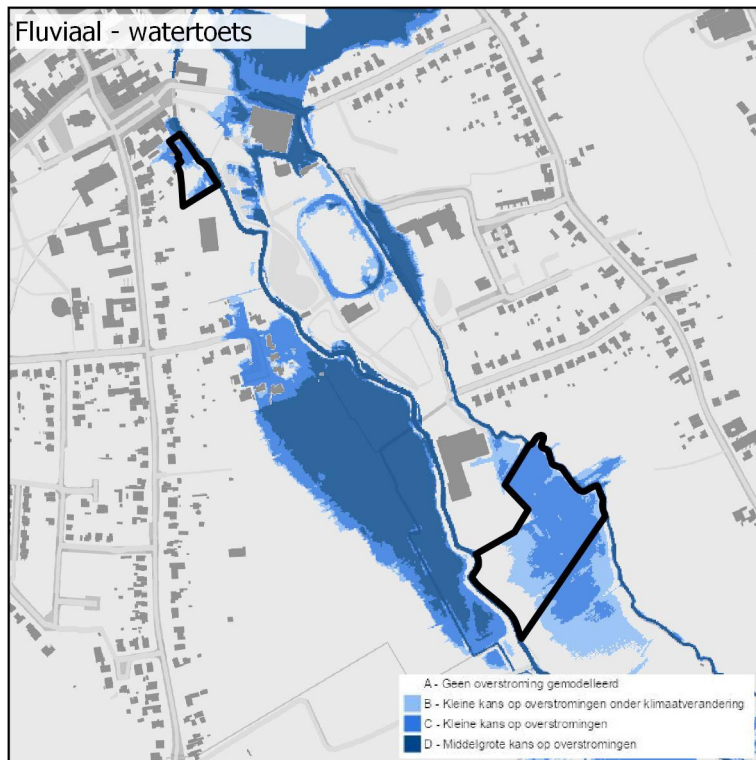 Fluviaal - watertoets
A - Geen overstroming gemodelleerd
B - Kleine kans op overstromingen onder klimaatverandering
C - Kleine kans op overstromingen
D - Middelgrote kans op overstromingen